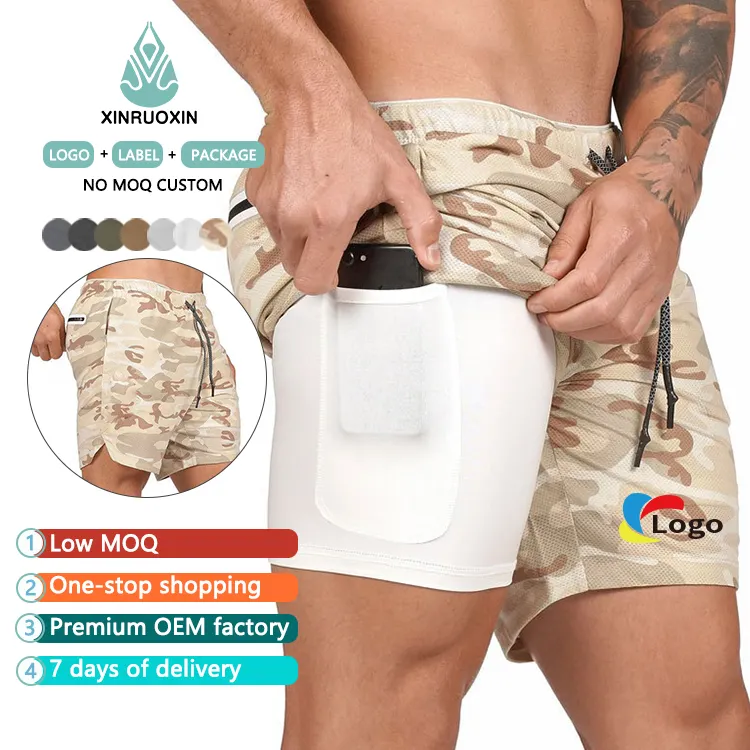 XINRUOXIN
LOGO + LABEL + PACKAGE
NO MOQ CUSTOM
1 Low MOQ
2 One-stop shopping
3 Premium OEM factory
4 7 days of delivery
Logo